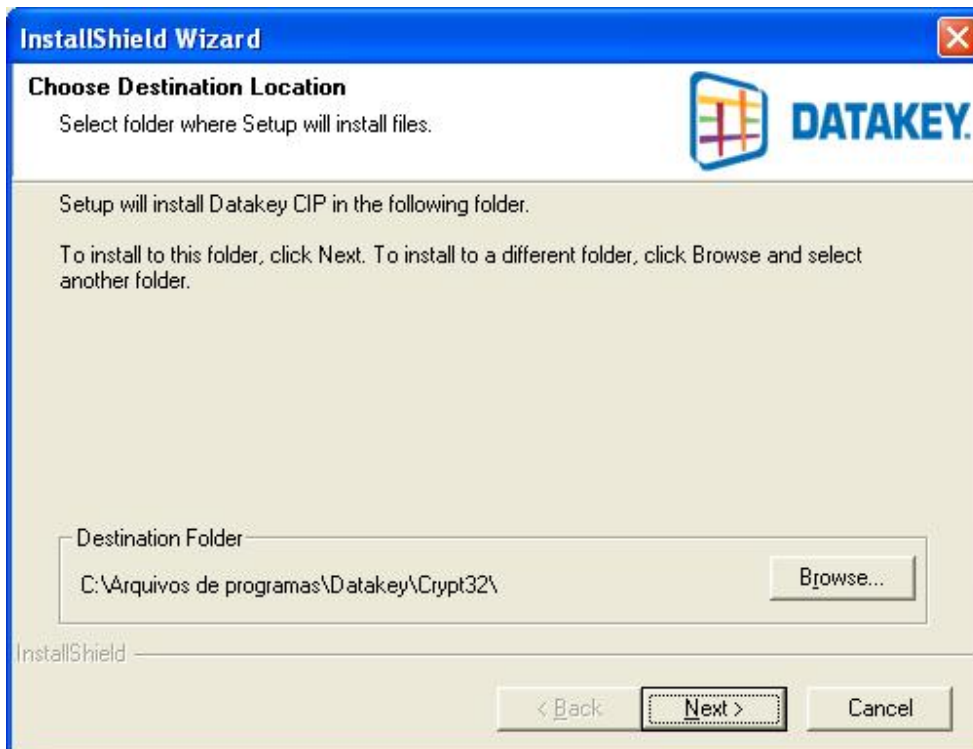 InstallShield Wizard
Choose Destination Location
Select folder where Setup will install files.
DATAKEY.
Setup will install Datakey CIP in the following folder.
To install to this folder, click Next. To install to a different folder, click Browse and select
another folder.
Destination Folder
C:\Arquivos de programas\Datakey\Crypt32\
Browse...
InstallShield
< Back
Next >
Cancel